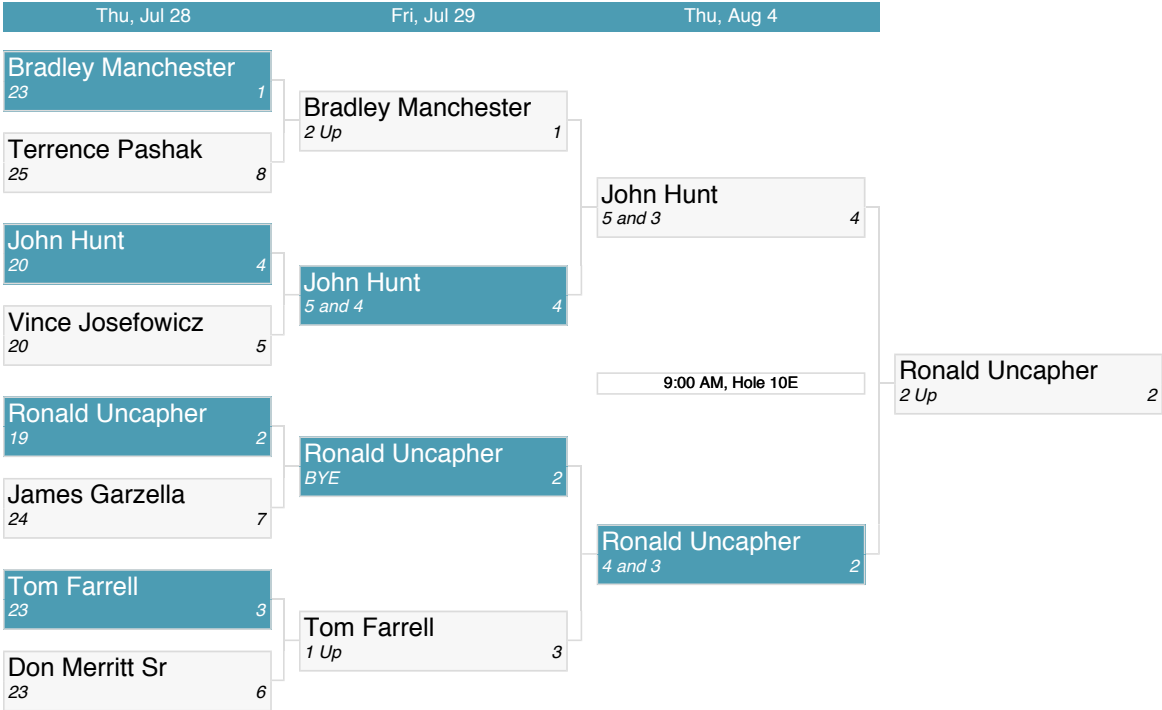 Thu, Jul 28
Fri, Jul 29
Thu, Aug 4
Bradley Manchester
23 1
Terrence Pashak
25 8
John Hunt
20 4
Vince Josefowicz
20 5
Ronald Uncapher
19 2
James Garzella
24 7
Tom Farrell
23 3
Don Merritt Sr
23 6
Bradley Manchester
2 Up 1
John Hunt
5 and 4 4
Ronald Uncapher
BYE 2
Tom Farrell
1 Up 3
John Hunt
5 and 3 4
9:00 AM, Hole 10E
Ronald Uncapher
4 and 3 2
Ronald Uncapher
2 Up 2